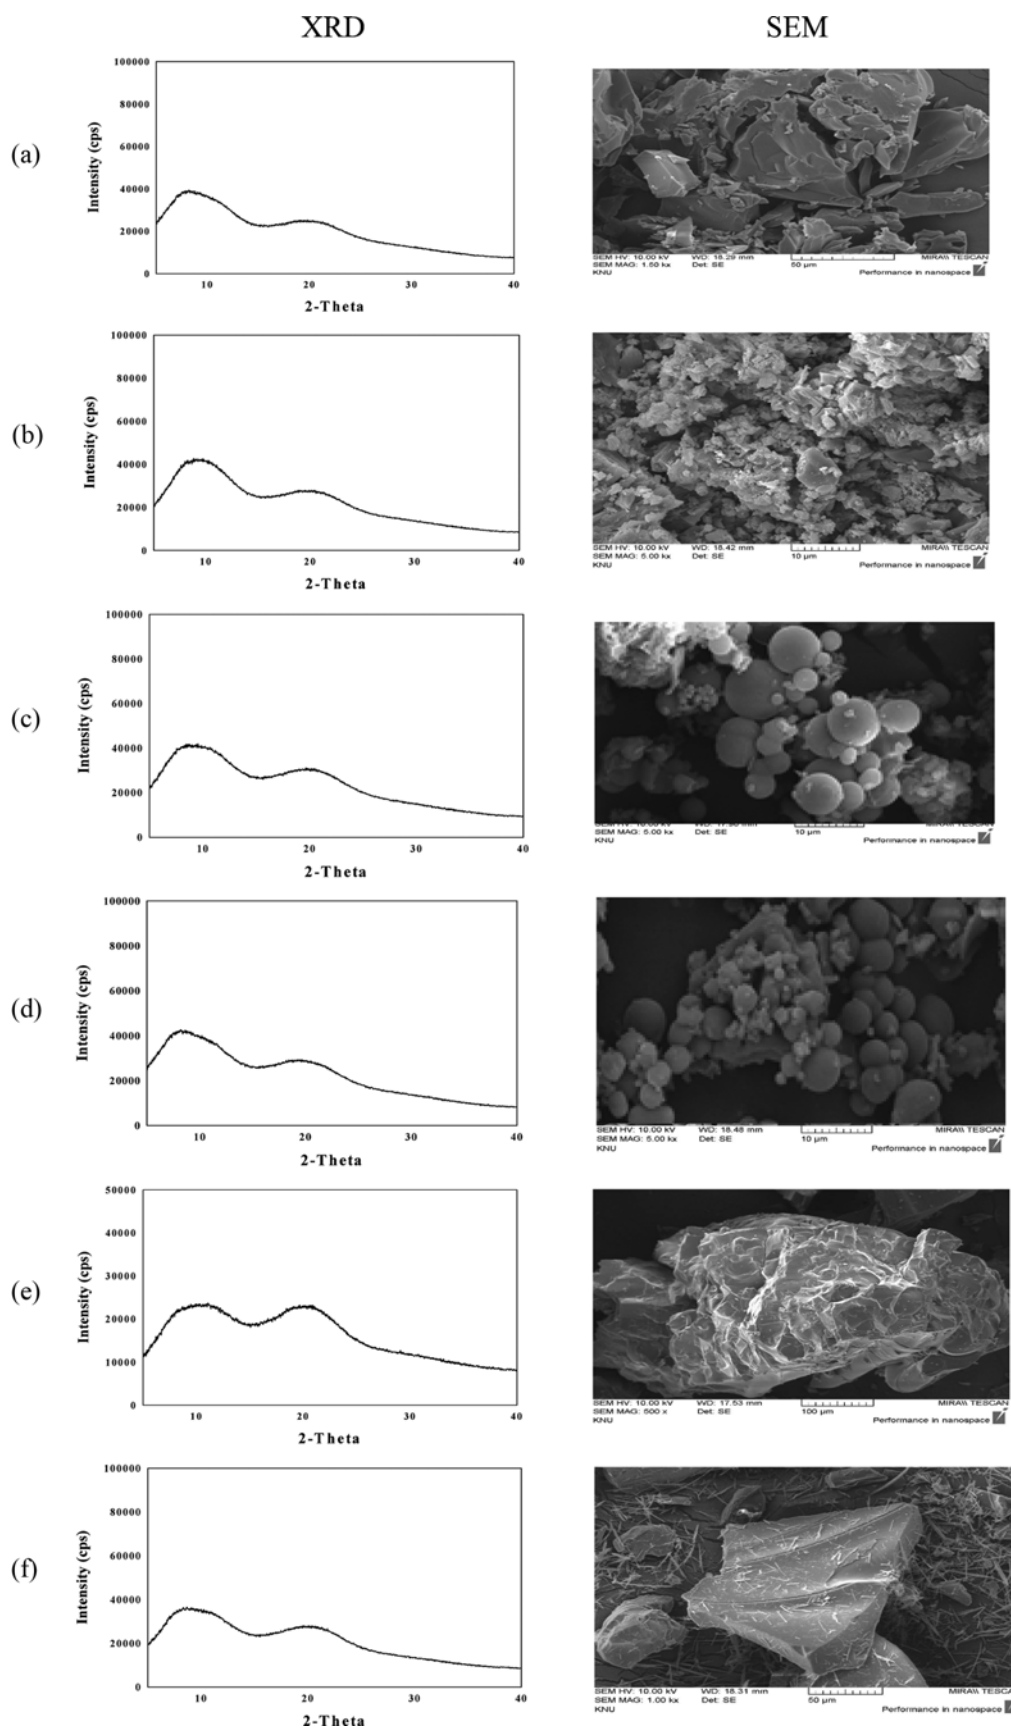 XRD SEM
(a)
Intensity (cps)
100000
80000
60000
40000
20000
0
10 20 30 40
2-Theta
SEM HV: 10.00 kV WD: 18.29 mm MIRA\\ TESCAN
SEM MAG: 1.50 kx Det: SE 50 µm
KNU Performance in nanospace
(b)
Intensity (cps)
100000
80000
60000
40000
20000
0
10 20 30 40
2-Theta
SEM HV: 10.00 kV WD: 18.42 mm MIRA\\ TESCAN
SEM MAG: 5.00 kx Det: SE 10 µm
KNU Performance in nanospace
(c)
Intensity (cps)
100000
80000
60000
40000
20000
0
10 20 30 40
2-Theta
MIRA\\ TESCAN
SEM MAG: 5.00 kx Det: SE 10 µm
KNU Performance in nanospace
(d)
Intensity (cps)
100000
80000
60000
40000
20000
0
10 20 30 40
2-Theta
SEM HV: 10.00 kV WD: 18.48 mm MIRA\\ TESCAN
SEM MAG: 5.00 kx Det: SE 10 µm
KNU Performance in nanospace
(e)
Intensity (cps)
50000
40000
30000
20000
10000
0
10 20 30 40
2-Theta
SEM HV: 10.00 kV WD: 17.53 mm MIRA\\ TESCAN
SEM MAG: 500 x Det: SE 100 µm
KNU Performance in nanospace
(f)
Intensity (cps)
100000
80000
60000
40000
20000
0
10 20 30 40
2-Theta
SEM HV: 10.00 kV WD: 18.31 mm MIRA\\ TESCA
SEM MAG: 1.00 kx Det: SE 50 µm
KNU Performance in nanospace